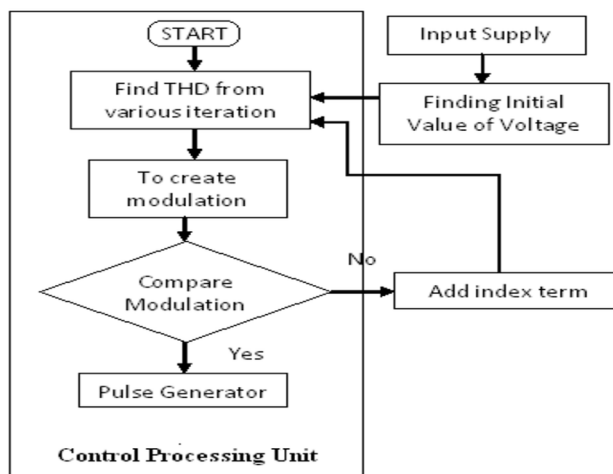 START
Find THD from
various iteration
To create
modulation
Compare
Modulation
Yes
Pulse Generator
Control Processing Unit
Input Supply
Finding Initial
Value of Voltage
No
Add index term